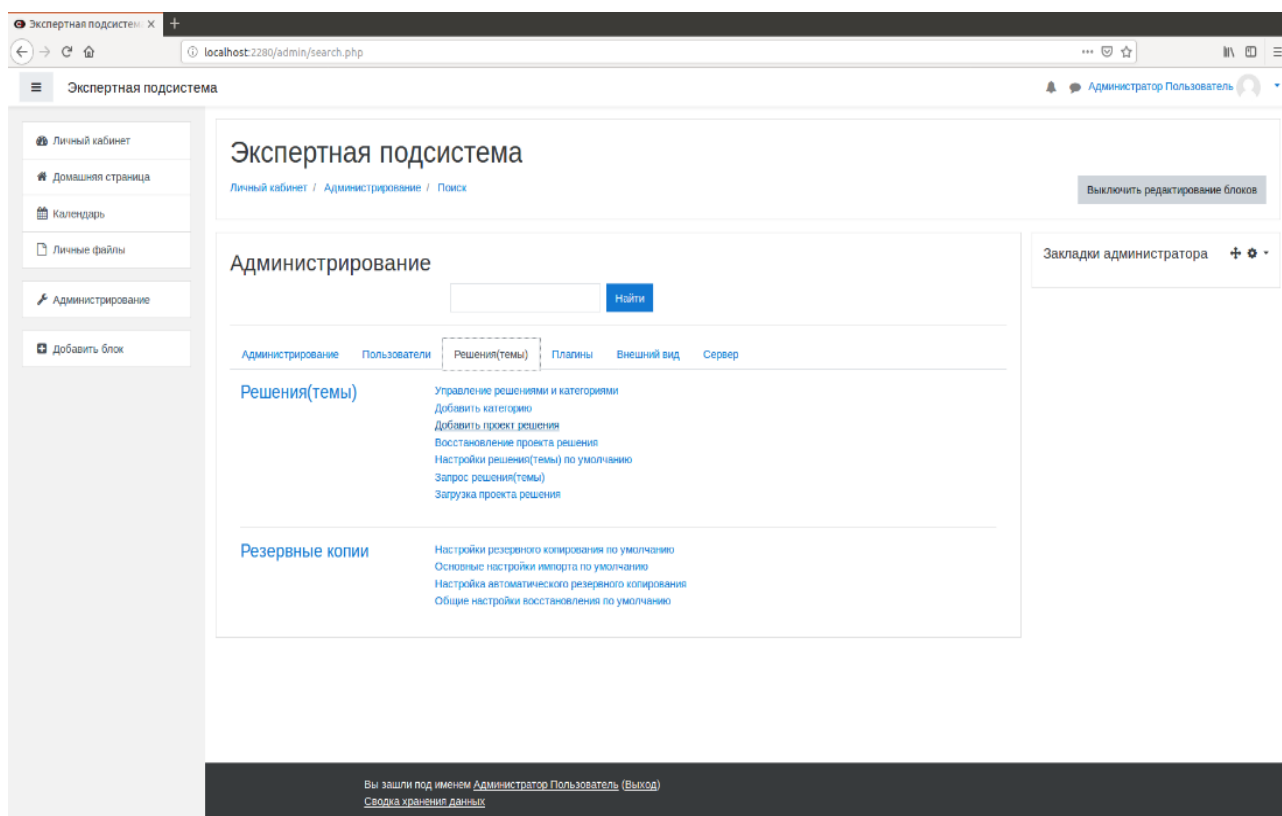 Экспертная подсистем
localhost:2280/admin/search.php
Экспертная подсистема
Администратор Пользователь
Личный кабинет
Домашняя страница
Календарь
Личные файлы
Администрирование
Добавить блок
Экспертная подсистема
Личный кабинет / Администрирование / Поиск
Выключить редактирование блоков
Администрирование
Найти
Администрирование Пользователи Решения(темы) Плагины Внешний вид Сервер
Решения(темы)
Управление решениями и категориями
Добавить категорию
Добавить проект решения
Восстановление проекта решения
Настройки решения(темы) по умолчанию
Запрос решения(темы)
Загрузка проекта решения
Резервные копии
Настройки резервного копирования по умолчанию
Основные настройки импорта по умолчанию
Настройка автоматического резервного копирования
Общие настройки восстановления по умолчанию
Закладки администратора
Вы зашли под именем Администратор Пользователь (Выход)
Сводка хранения данных